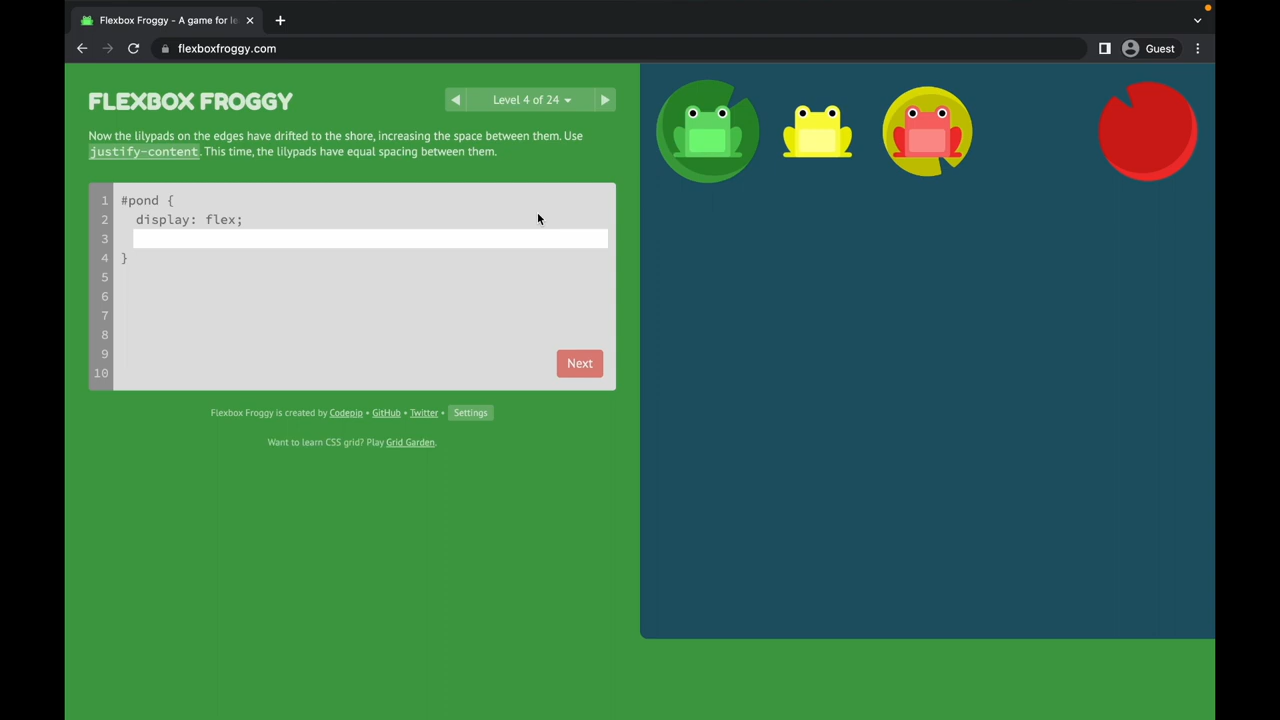 Flexbox Froggy - A game for le
flexboxfroggy.com
Guest
FLEXBOX FROGGY
Level 4 of 24
Now the lilypads on the edges have drifted to the shore, increasing the space between them. Use
justify-content. This time, the lilypads have equal spacing between them.
1 #pond {
2 display: flex;
3
4 }
5
6
7
8
9
10
Next
Flexbox Froggy is created by Codepip • GitHub • Twitter • Settings
Want to learn CSS grid? Play Grid Garden.